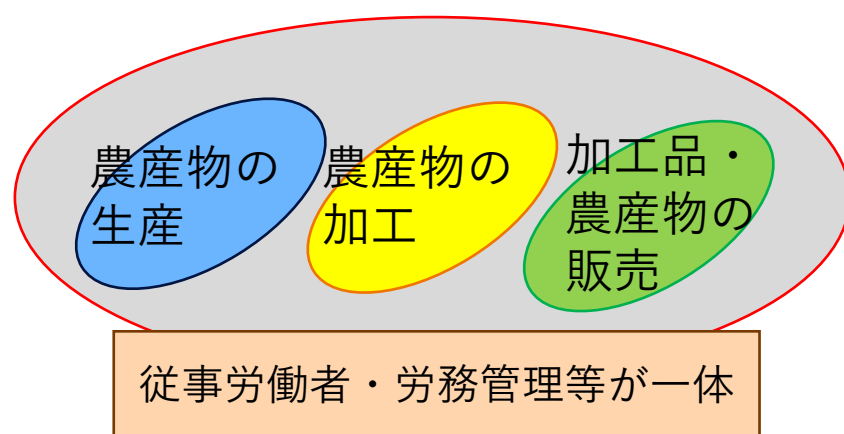 農産物の
生産
農産物の
加工
加工品・
農産物の
販売
従事労働者・労務管理等が一体